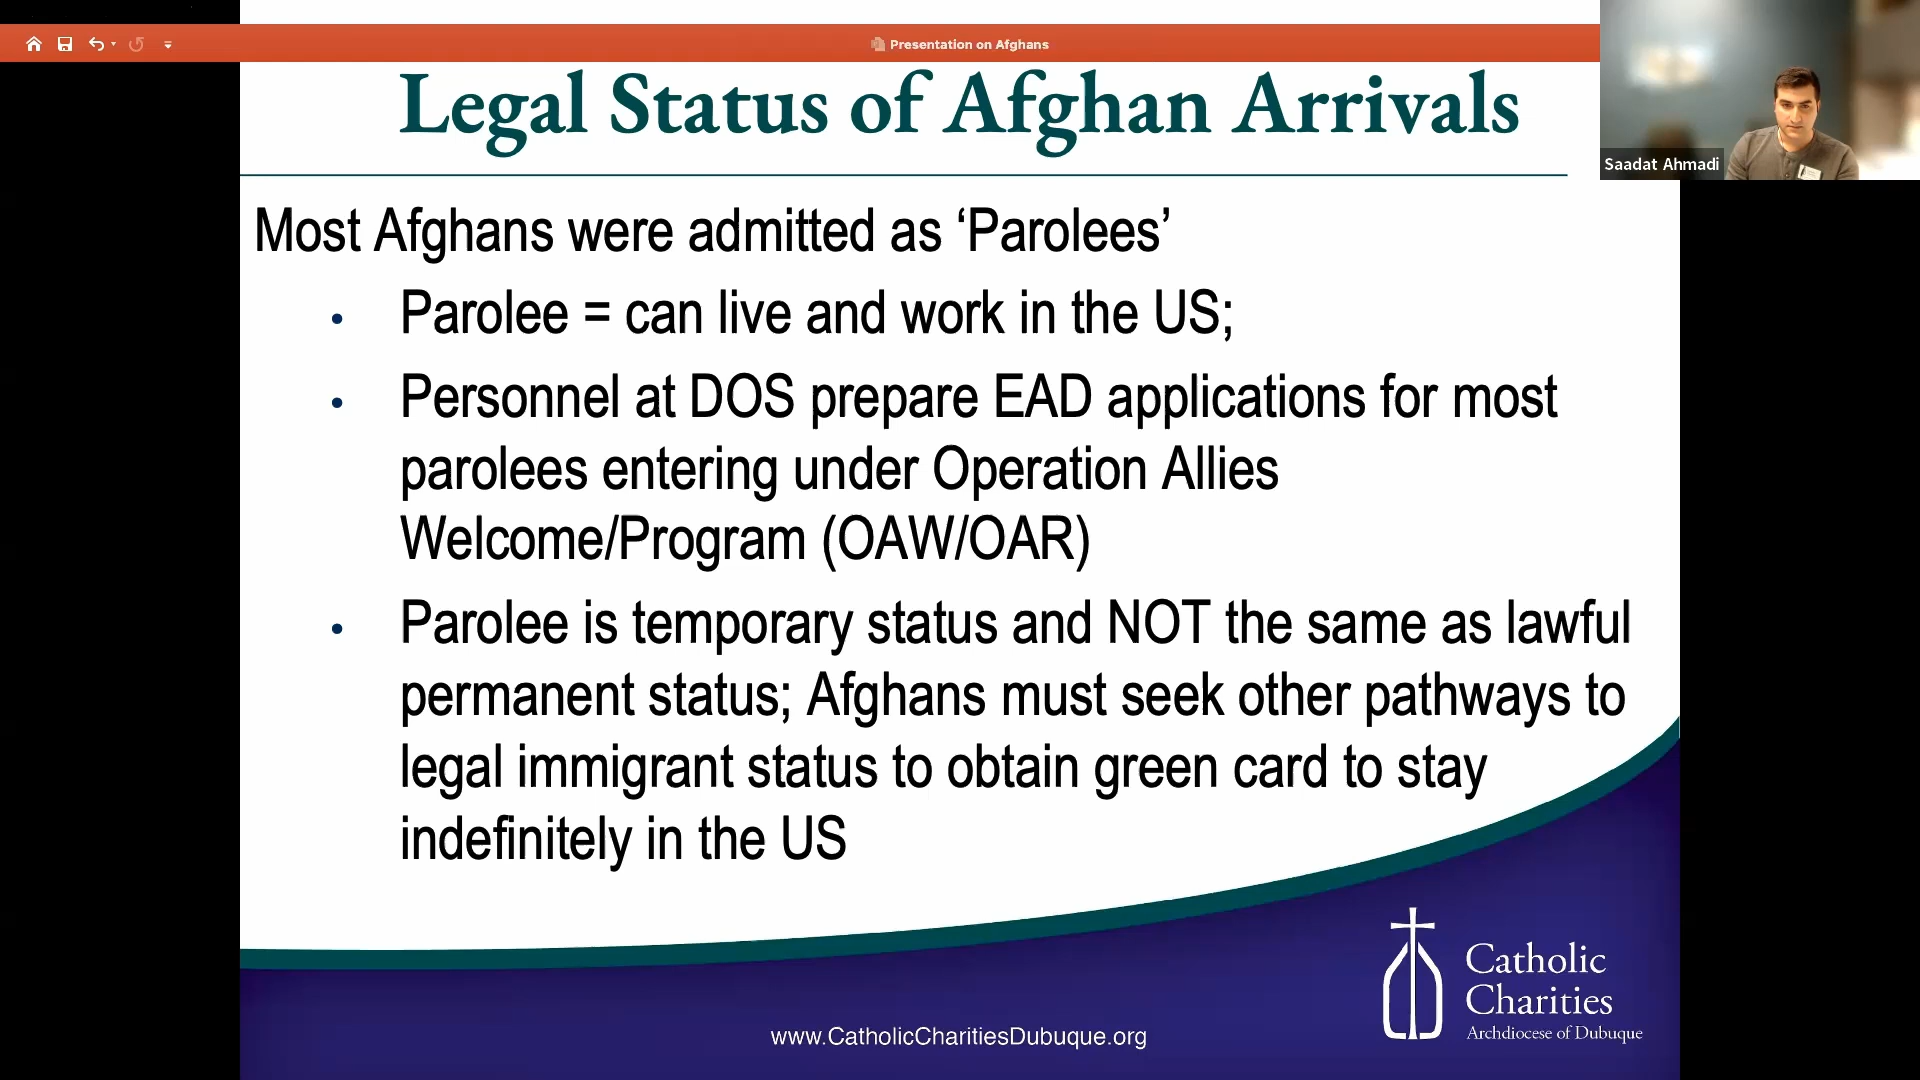 Presentation on Afghans
Legal Status of Afghan Arrivals
Saadat Ahmadi
Most Afghans were admitted as ‘Parolees’
• Parolee = can live and work in the US;
• Personnel at DOS prepare EAD applications for most
parolees entering under Operation Allies
Welcome/Program (OAW/OAR)
• Parolee is temporary status and NOT the same as lawful
permanent status; Afghans must seek other pathways to
legal immigrant status to obtain green card to stay
indefinitely in the US
Catholic
Charities
Archdiocese of Dubuque
www.CatholicCharitiesDubuque.org